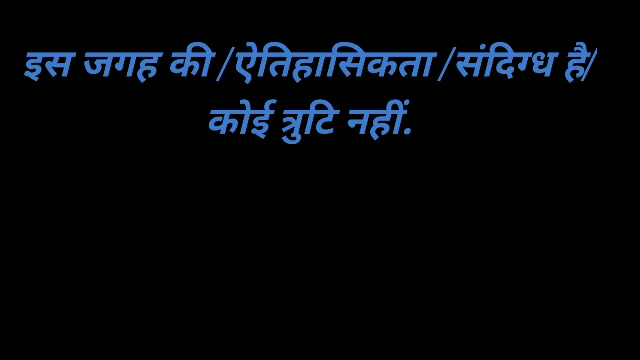 इस जगह की /ऐतिहासिकता /संदिग्ध है/
कोई त्रुटि नहीं.